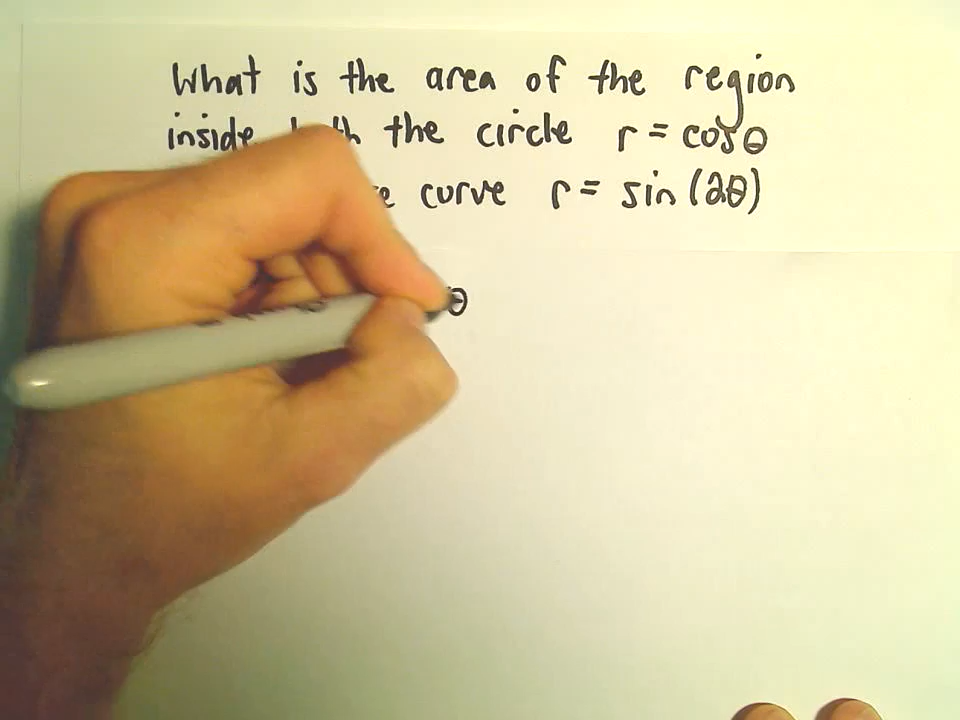 What is the area of the region
inside the circle r = cosθ
curve r = sin(2θ)
θ